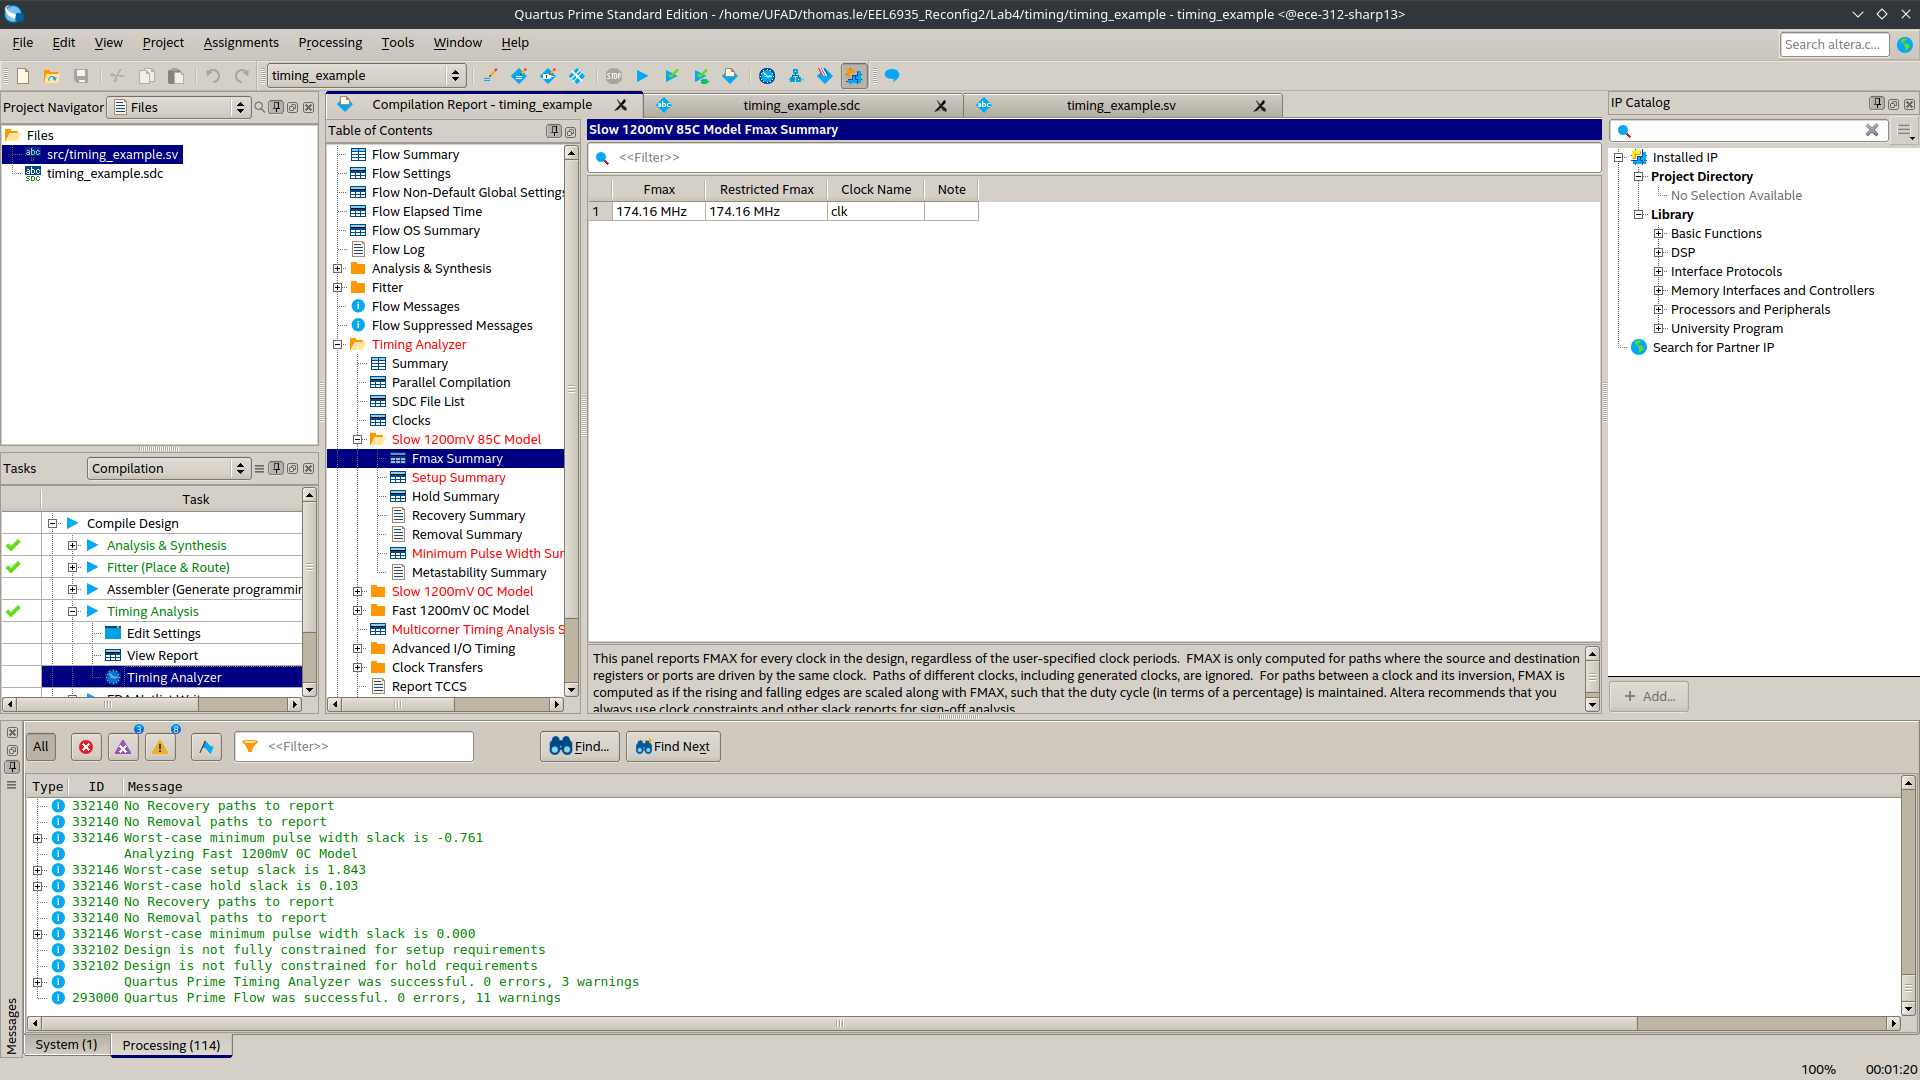 Quartus Prime Standard Edition - /home/UFAD/thomas.le/EEL6935_Reconfig2/Lab4/timing/timing_example - timing_example <@ece-312-sharp13>
File Edit View Project Assignments Processing Tools Window Help
Search altera.c...
timing_example
STOP
Project Navigator Files
Files
src/timing_example.sv
timing_example.sdc
Tasks Compilation
Task
Compile Design
Analysis & Synthesis
Fitter (Place & Route)
Assembler (Generate programmin
Timing Analysis
Edit Settings
View Report
Timing Analyzer
Compilation Report - timing_example
timing_example.sdc
timing_example.sv
Table of Contents
Flow Summary
Flow Settings
Flow Non-Default Global Settings
Flow Elapsed Time
Flow OS Summary
Flow Log
Analysis & Synthesis
Fitter
Flow Messages
Flow Suppressed Messages
Timing Analyzer
Summary
Parallel Compilation
SDC File List
Clocks
Slow 1200mV 85C Model
Fmax Summary
Setup Summary
Hold Summary
Recovery Summary
Removal Summary
Minimum Pulse Width Sum
Metastability Summary
Slow 1200mV 0C Model
Fast 1200mV 0C Model
Multicorner Timing Analysis S
Advanced I/O Timing
Clock Transfers
Report TCCS
Slow 1200mV 85C Model Fmax Summary
<<Filter>>
Fmax Restricted Fmax Clock Name Note
1 174.16 MHz 174.16 MHz clk
This panel reports FMAX for every clock in the design, regardless of the user-specified clock periods. FMAX is only computed for paths where the source and destination
registers or ports are driven by the same clock. Paths of different clocks, including generated clocks, are ignored. For paths between a clock and its inversion, FMAX is
computed as if the rising and falling edges are scaled along with FMAX, such that the duty cycle (in terms of a percentage) is maintained. Altera recommends that you
always use clock constraints and other slack reports for sign-off analysis.
IP Catalog
Installed IP
Project Directory
No Selection Available
Library
Basic Functions
DSP
Interface Protocols
Memory Interfaces and Controllers
Processors and Peripherals
University Program
Search for Partner IP
+ Add...
All
3
8
<<Filter>>
Find...
Find Next
Type ID Message
332140 No Recovery paths to report
332140 No Removal paths to report
332146 Worst-case minimum pulse width slack is -0.761
Analyzing Fast 1200mV 0C Model
332146 Worst-case setup slack is 1.843
332146 Worst-case hold slack is 0.103
332140 No Recovery paths to report
332140 No Removal paths to report
332146 Worst-case minimum pulse width slack is 0.000
332102 Design is not fully constrained for setup requirements
332102 Design is not fully constrained for hold requirements
Quartus Prime Timing Analyzer was successful. 0 errors, 3 warnings
293000 Quartus Prime Flow was successful. 0 errors, 11 warnings
Messages
System (1)
Processing (114)
100% 00:01:20